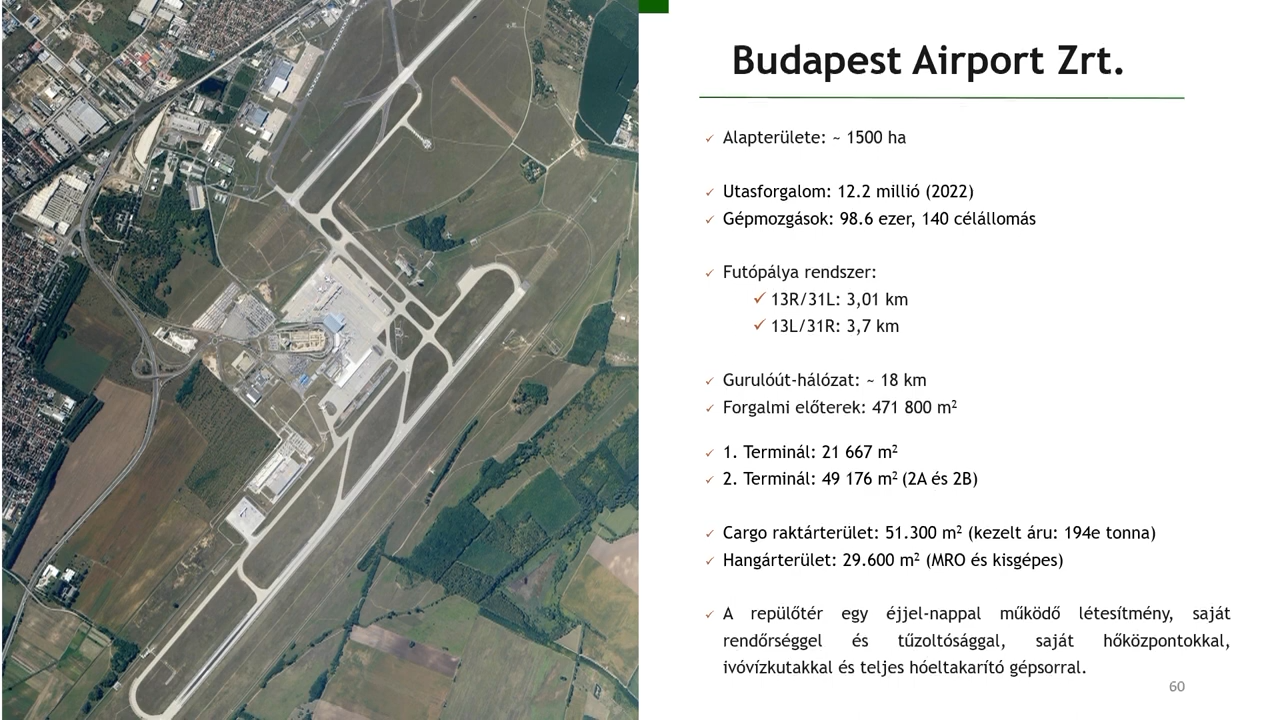 Budapest Airport Zrt.
Alapterülete: ~ 1500 ha
Utasforgalom: 12.2 millió (2022)
Gépmozgások: 98.6 ezer, 140 célállomás
Futópálya rendszer:
13R/31L: 3,01 km
13L/31R: 3,7 km
Gurulóút-hálózat: ~ 18 km
Forgalmi előterek: 471 800 m²
1. Terminál: 21 667 m²
2. Terminál: 49 176 m² (2A és 2B)
Cargo raktárterület: 51.300 m² (kezelt áru: 194e tonna)
Hangárterület: 29.600 m² (MRO és kisgépes)
A repülőtér egy éjjel-nappal működő létesítmény, saját
rendőrséggel és tűzoltósággal, saját hőközpontokkal,
ivóvízkutakkal és teljes hóeltakarító gépsorral.
60